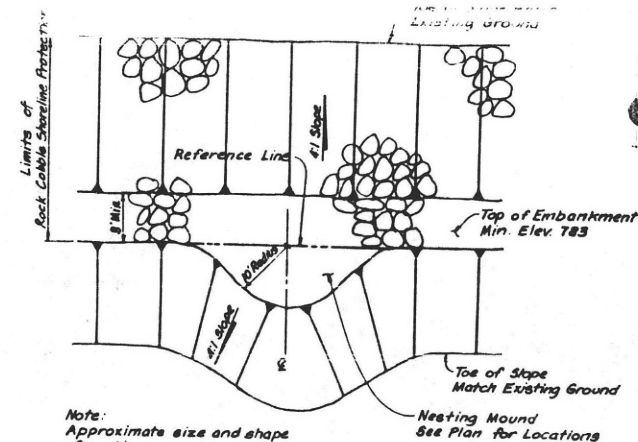 Existing Ground
Limits of
Rock Cobble Shoreline Protection
4:1 Slope
Reference Line
8' Min.
Top of Embankment
Min. Elev. 783
10' Radius
4:1 Slope
Toe of Slope
Match Existing Ground
Nesting Mound
See Plan for Locations
Note:
Approximate size and shape